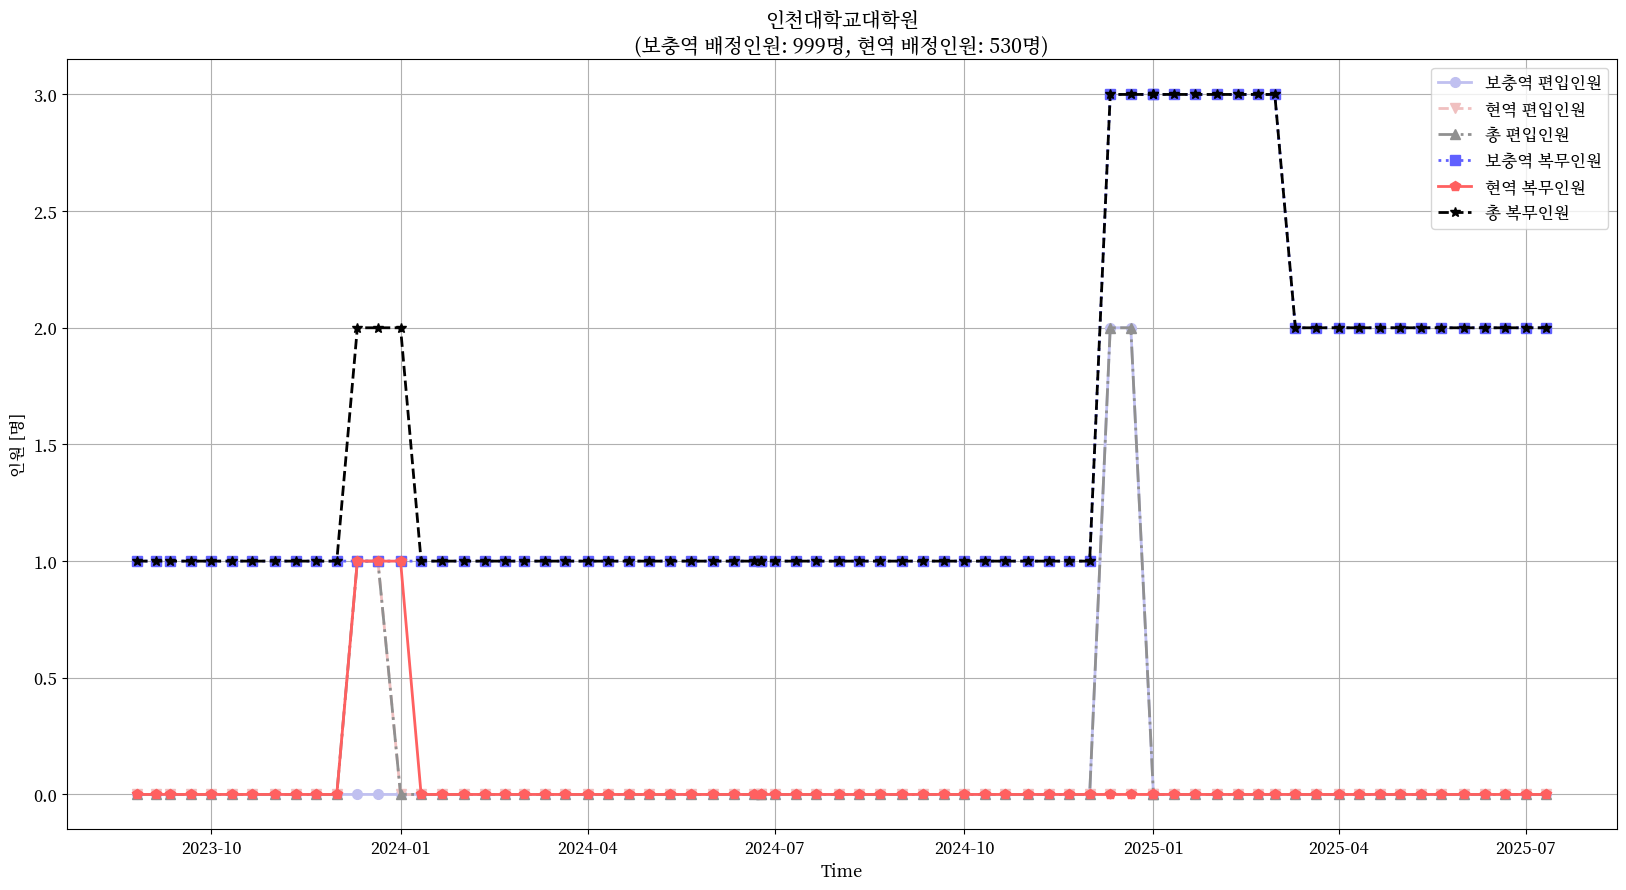 인천대학교대학원
(보충역 배정인원: 999명, 현역 배정인원: 530명)
보충역 편입인원
현역 편입인원
총 편입인원
보충역 복무인원
현역 복무인원
총 복무인원
인원 [명]
3.0
2.5
2.0
1.5
1.0
0.5
0.0
2023-10
2024-01
2024-04
2024-07
2024-10
2025-01
2025-04
2025-07
Time